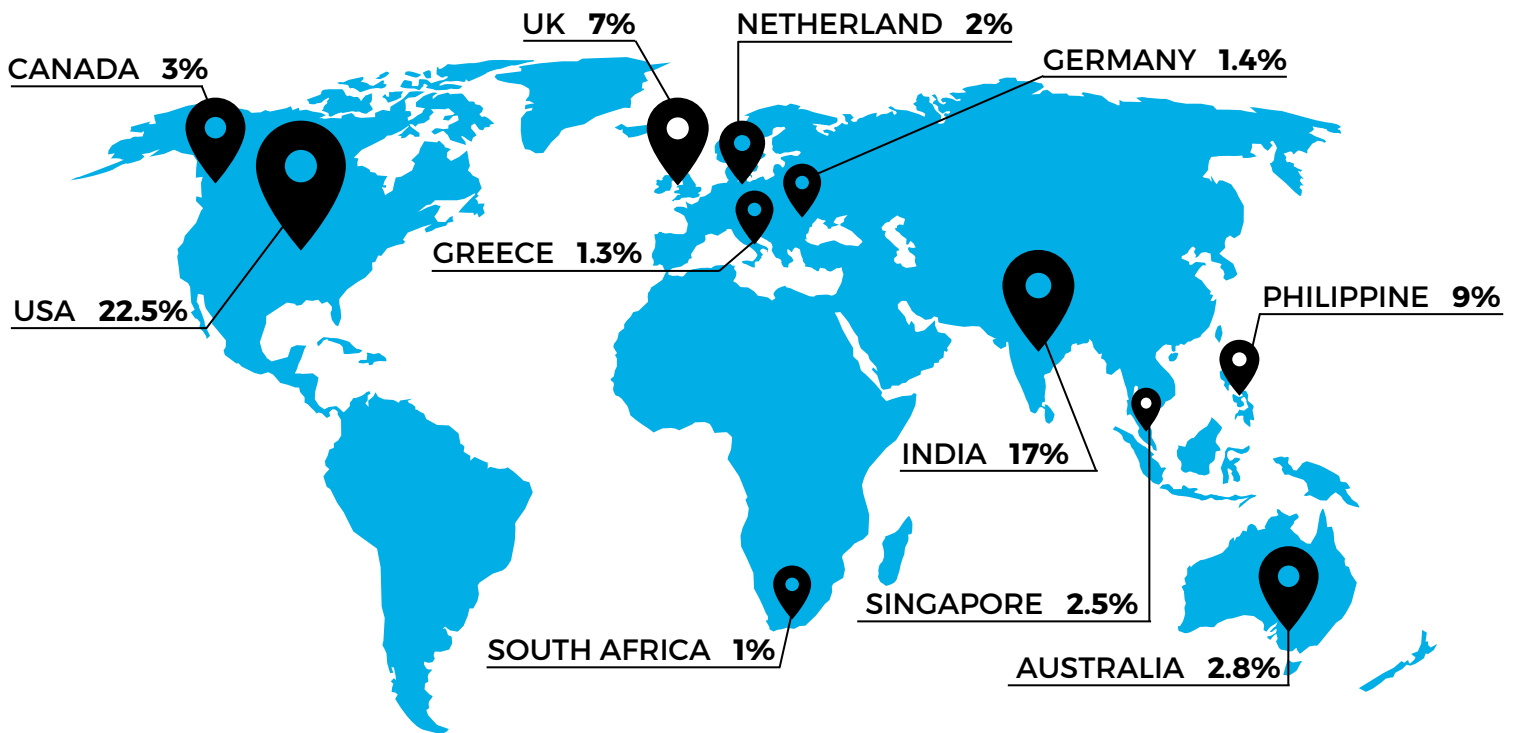 UK 7%
NETHERLAND 2%
GERMANY 1.4%
CANADA 3%
GREECE 1.3%
USA 22.5%
PHILIPPINE 9%
INDIA 17%
SINGAPORE 2.5%
SOUTH AFRICA 1%
AUSTRALIA 2.8%